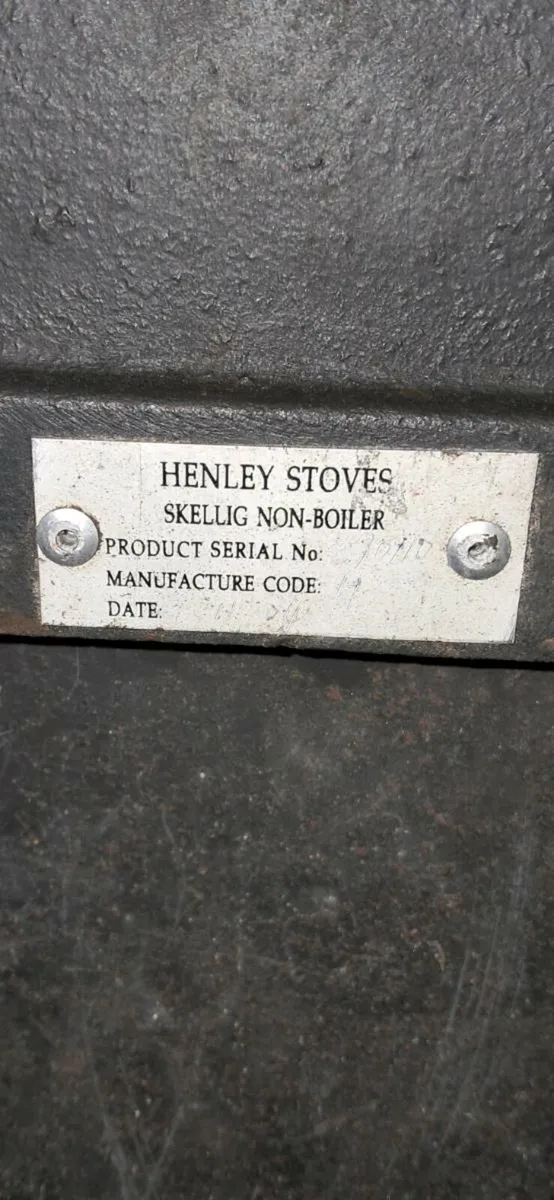 HENLEY STOVES
SKELLIG NON-BOILER
PRODUCT SERIAL No:
MANUFACTURE CODE:
DATE: